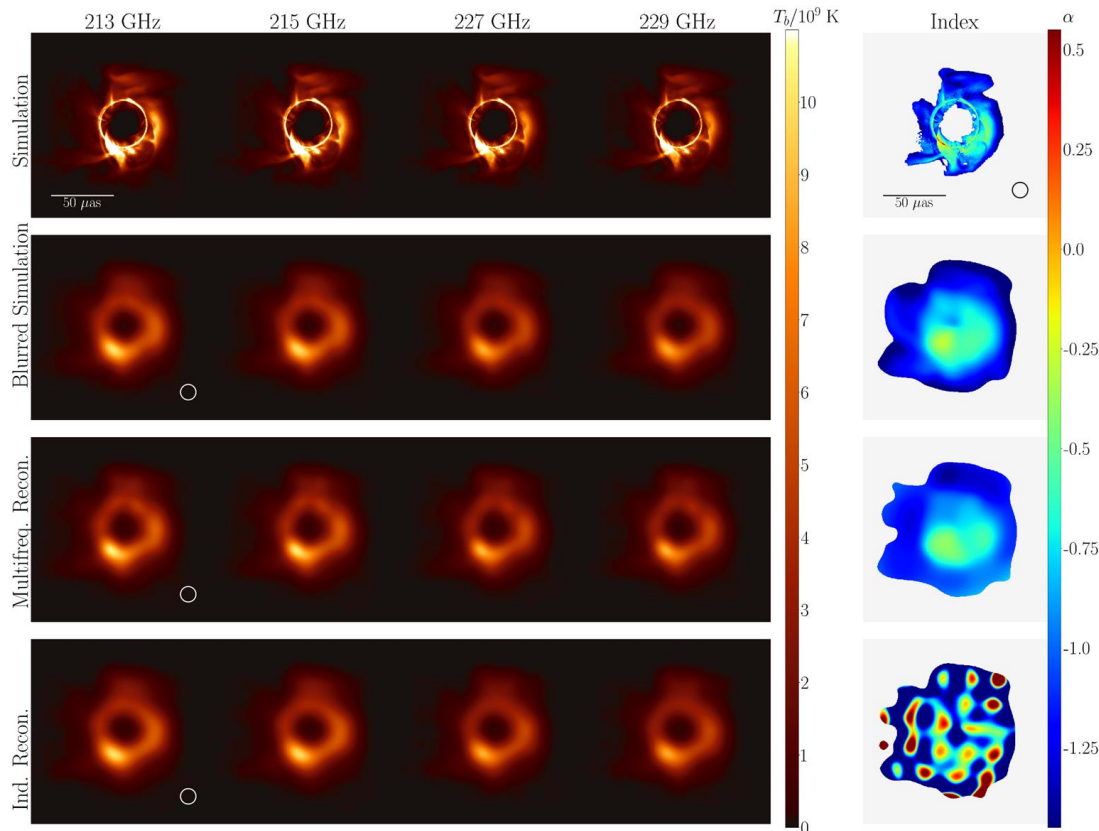 213 GHz 215 GHz 227 GHz 229 GHz T_b/10^9 K Index α
Simulation
50 μas
50 μas
Blurred Simulation
Multifreq. Recon.
Ind. Recon.
10
9
8
7
6
5
4
3
2
1
0
0.5
0.25
0.0
-0.25
-0.5
-0.75
-1.0
-1.25